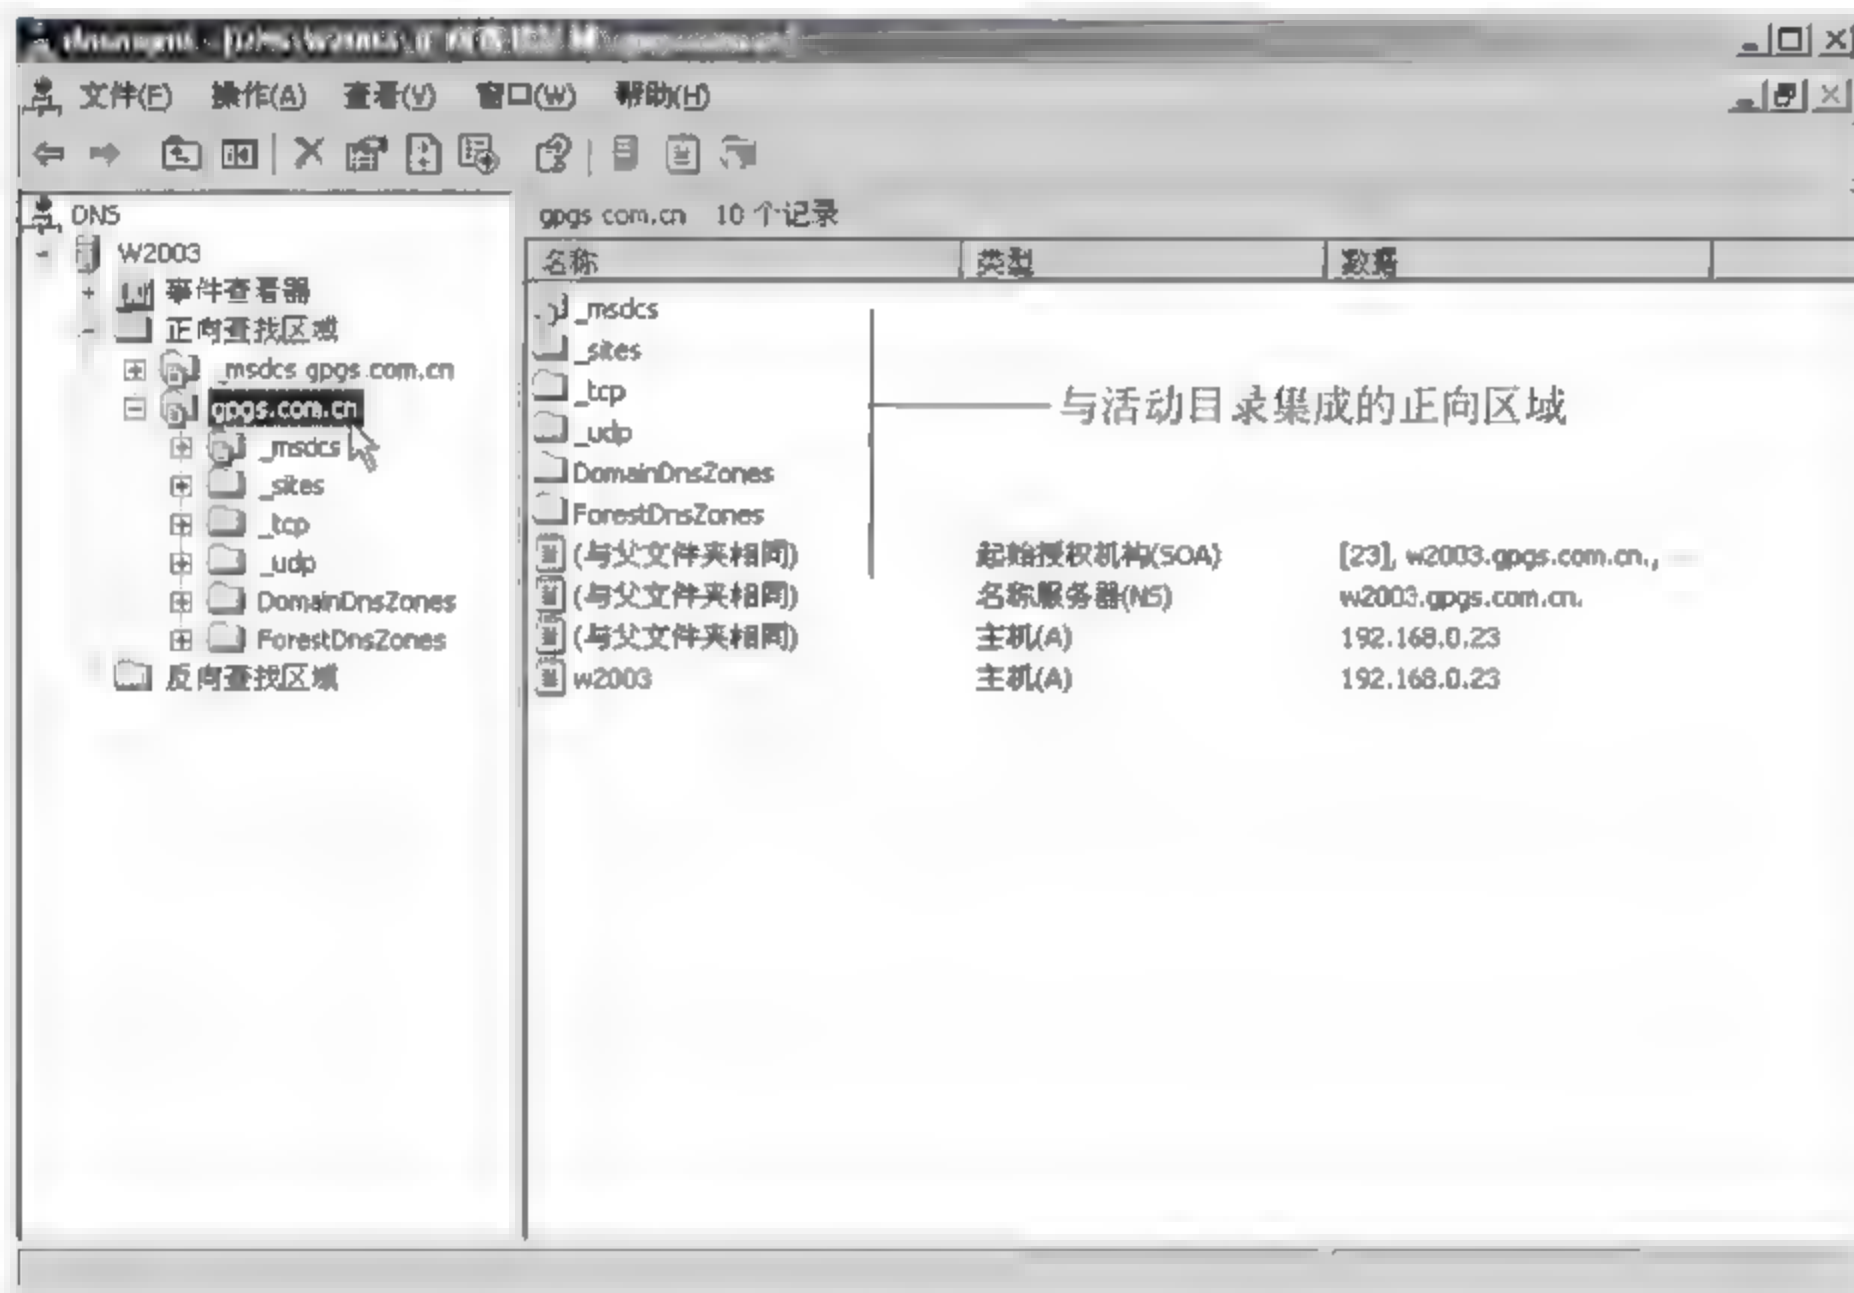 文件(F) 操作(A) 查看(V) 窗口(W) 帮助(H)
DNS
W2003
事件查看器
正向查找区域
_msdcs gpgs.com.cn
gpgs.com.cn
_msdcs
_sites
_tcp
_udp
DomainDnsZones
ForestDnsZones
反向查找区域
gpgs com.cn 10 个记录
名称 类型 数据
_msdcs
_sites
_tcp
与活动目录集成的正向区域
_udp
DomainDnsZones
ForestDnsZones
(与父文件夹相同) 起始授权机构(SOA) [23], w2003.gpgs.com.cn.,
(与父文件夹相同) 名称服务器(NS) w2003.gpgs.com.cn.
(与父文件夹相同) 主机(A) 192.168.0.23
w2003 主机(A) 192.168.0.23